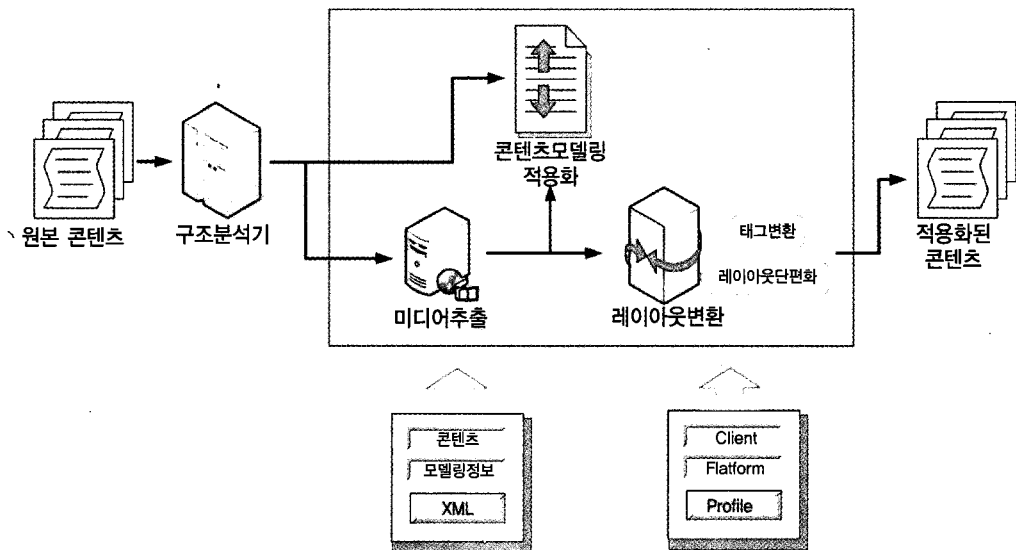 원본 콘텐츠
구조분석기
콘텐츠모델링
적용화
미디어추출
레이아웃변환
태그변환
레이아웃단편화
적용화된
콘텐츠
콘텐츠
모델링정보
XML
Client
Flatform
Profile